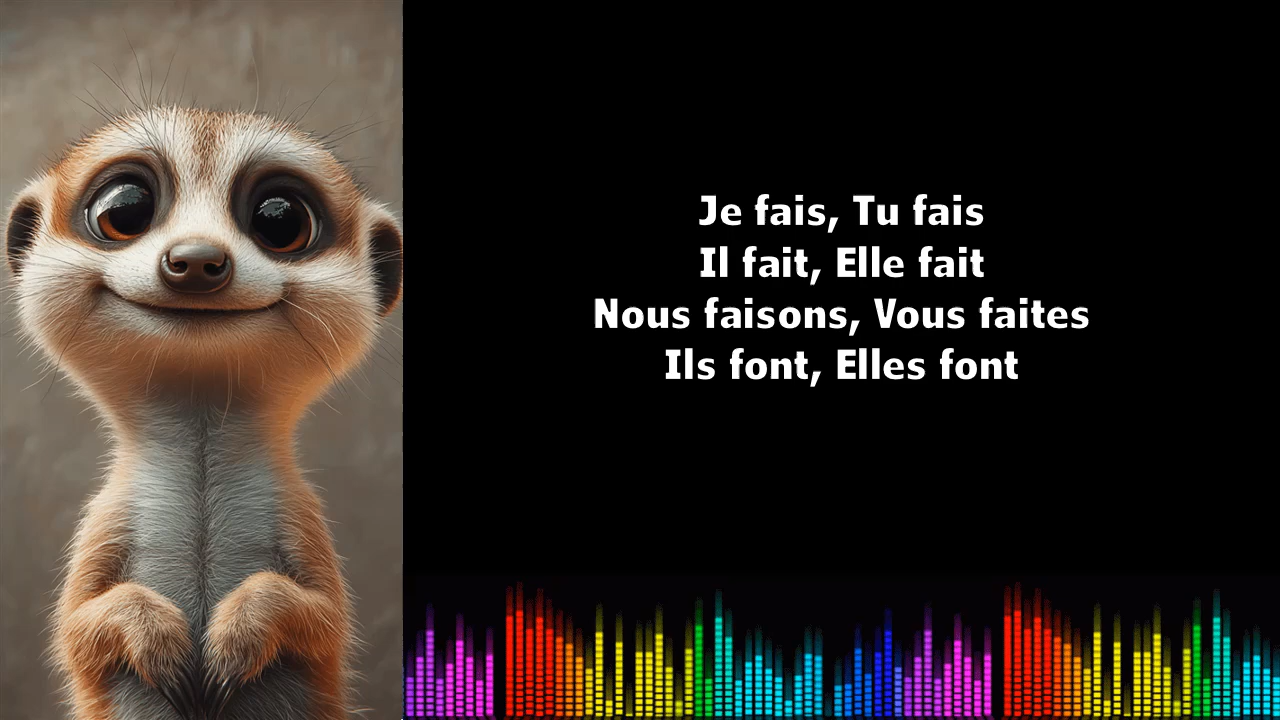 Je fais, Tu fais
Il fait, Elle fait
Nous faisons, Vous faites
Ils font, Elles font